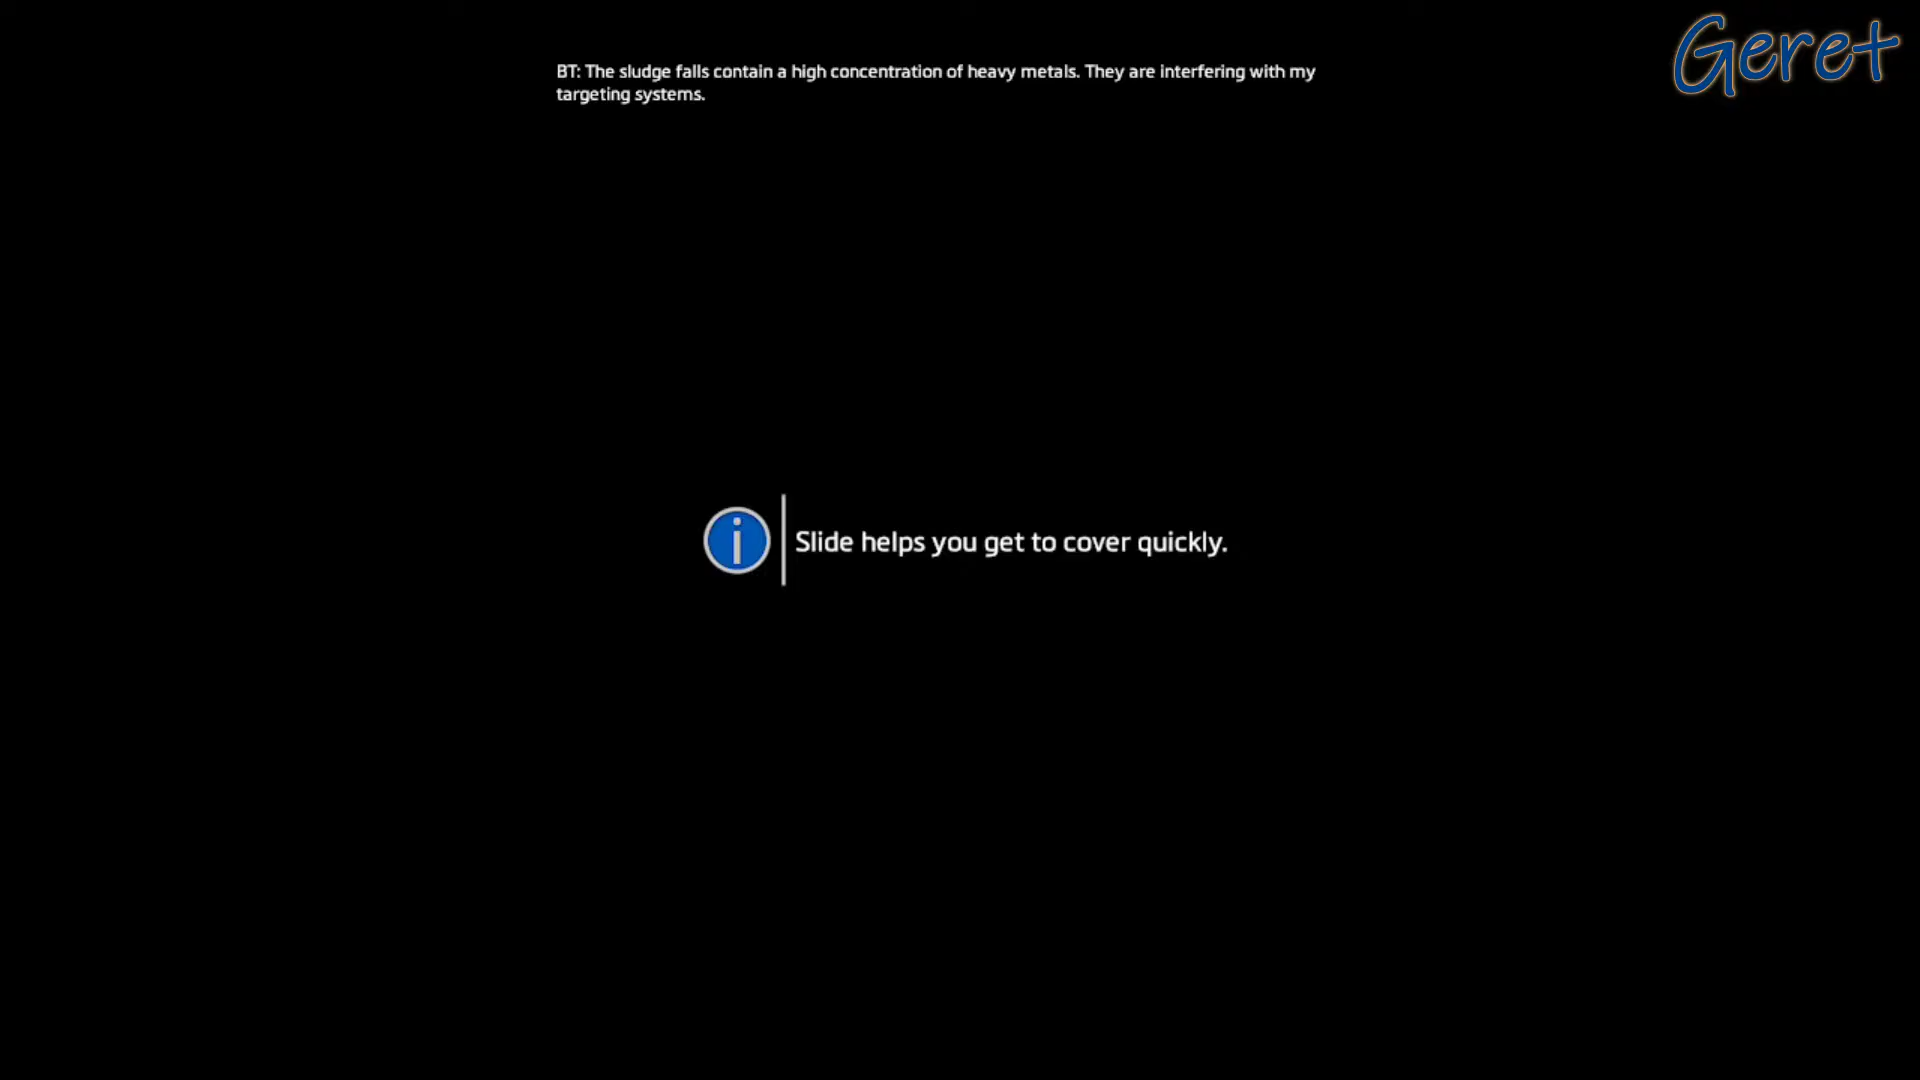 Geret
BT: The sludge falls contain a high concentration of heavy metals. They are interfering with my
targeting systems.
Slide helps you get to cover quickly.